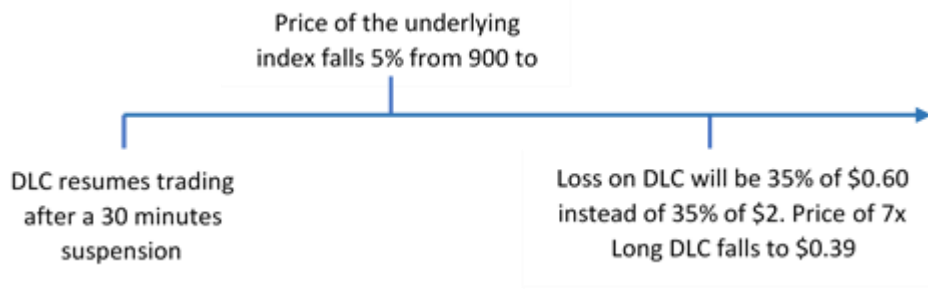 Price of the underlying
index falls 5% from 900 to
DLC resumes trading
after a 30 minutes
suspension
Loss on DLC will be 35% of $0.60
instead of 35% of $2. Price of 7x
Long DLC falls to $0.39